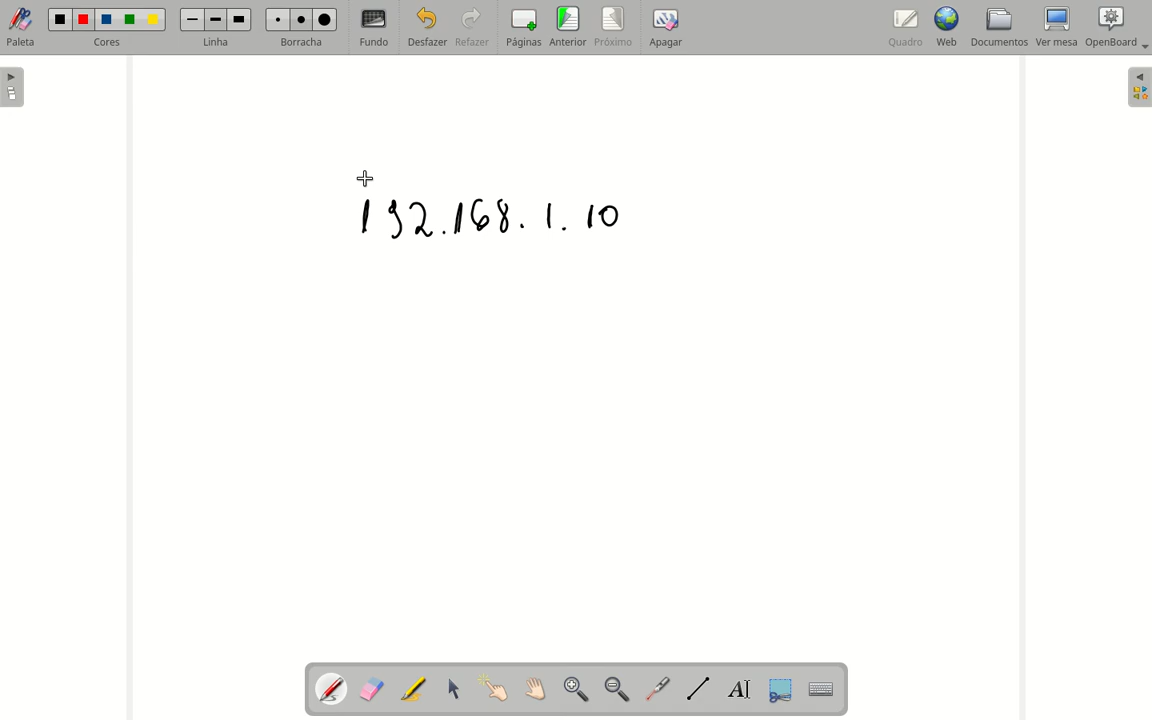 Paleta
Cores
Linha
Borracha
Fundo
Desfazer
Refazer
Páginas
Anterior
Próximo
Apagar
Quadro
Web
Documentos
Ver mesa
OpenBoard
192.168.1.10